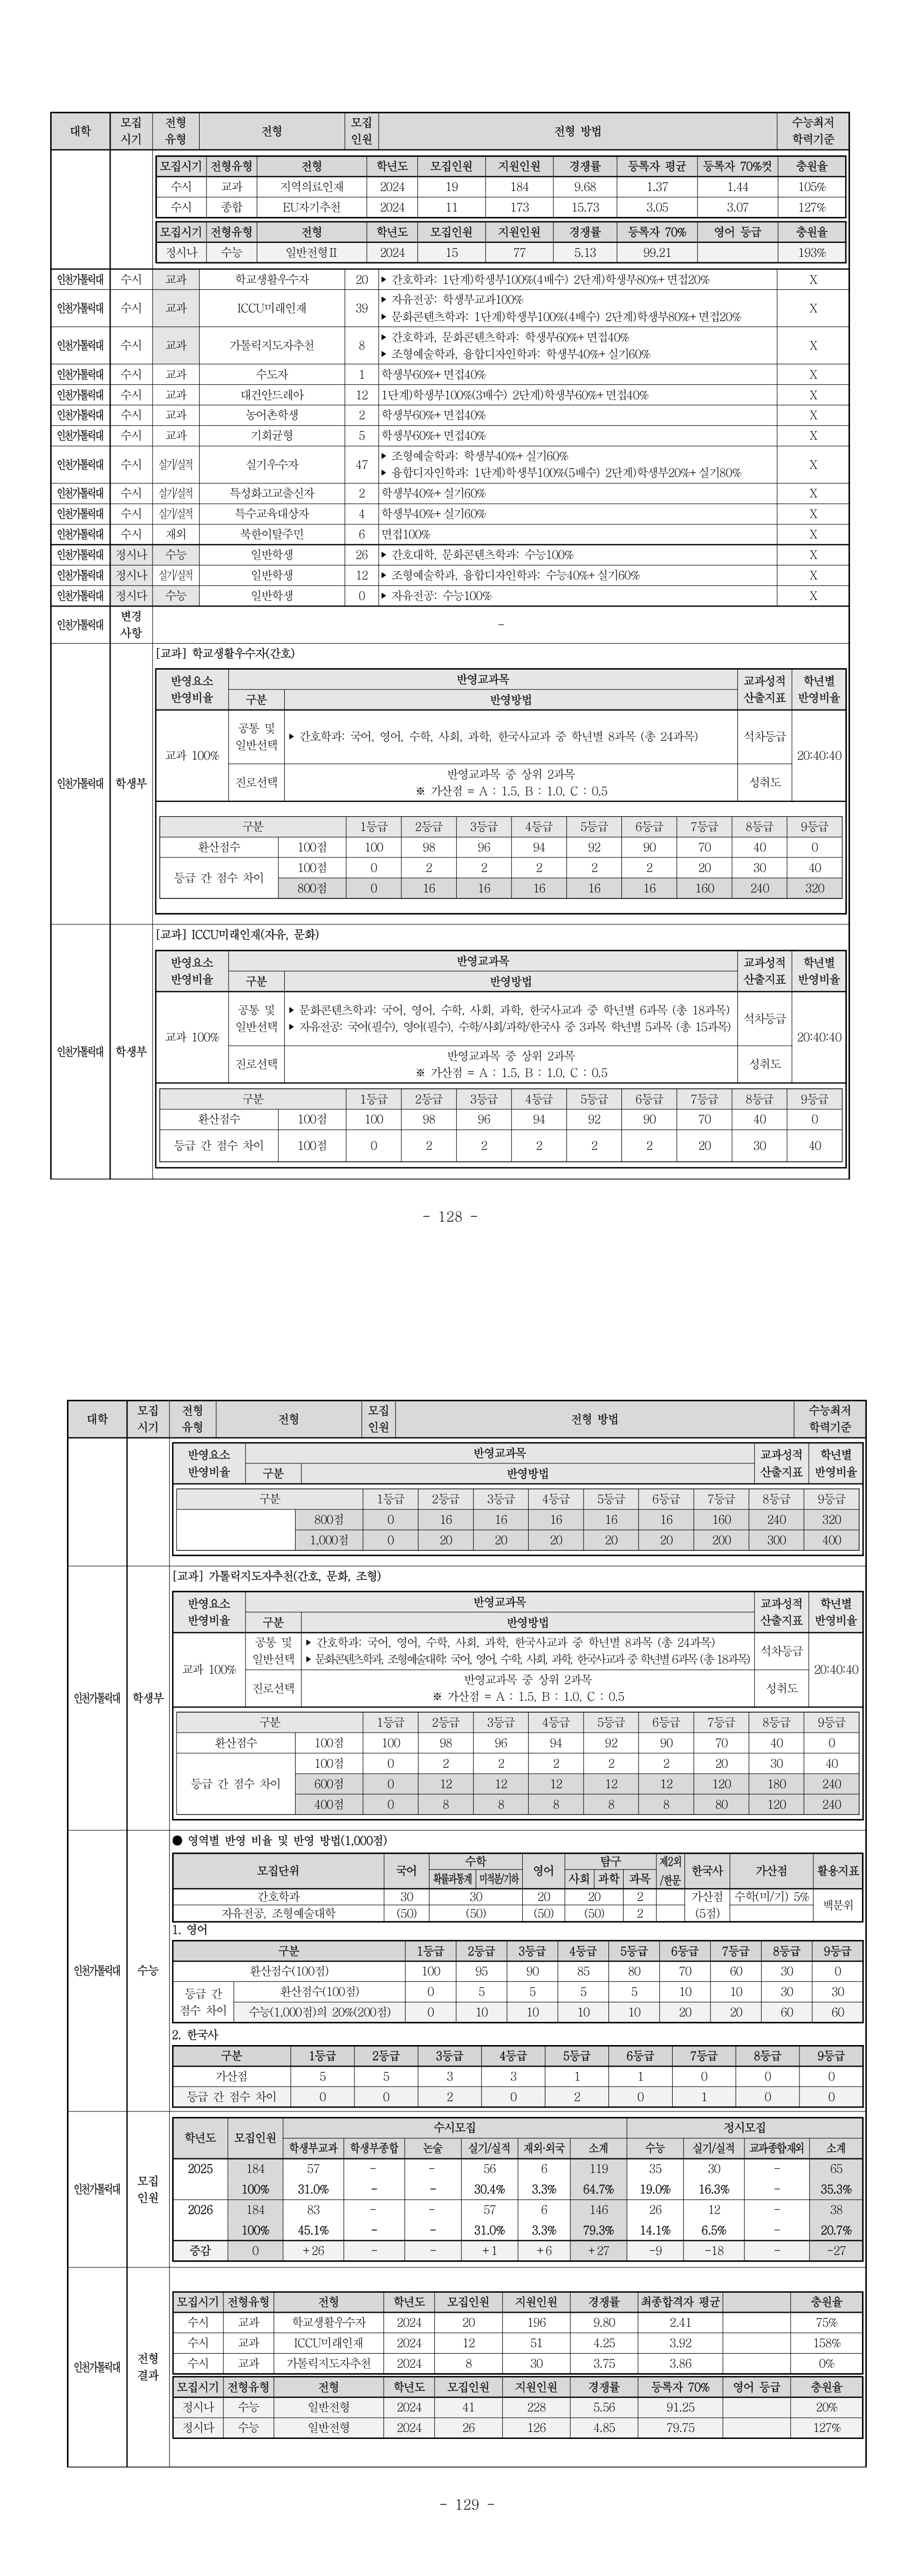 대학 모집시기 전형유형 전형 모집인원 전형 방법 수능최저학력기준
모집시기 전형유형 전형 학년도 모집인원 지원인원 경쟁률 등록자 평균 등록자 70%컷 충원율
수시 교과 지역의료인재 2024 19 184 9.68 1.37 1.44 105%
수시 종합 EU자기추천 2024 11 173 15.73 3.05 3.07 127%
모집시기 전형유형 전형 학년도 모집인원 지원인원 경쟁률 등록자 70% 영어 등급 충원율
정시나 수능 일반전형Ⅱ 2024 15 77 5.13 99.21 193%
인천가톨릭대 수시 교과 학교생활우수자 20 ▶ 간호학과: 1단계)학생부100%(4배수) 2단계)학생부80%+면접20% X
인천가톨릭대 수시 교과 ICCU미래인재 39 ▶ 자유전공: 학생부교과100%
▶ 문화콘텐츠학과: 1단계)학생부100%(4배수) 2단계)학생부80%+면접20% X
인천가톨릭대 수시 교과 가톨릭지도자추천 8 ▶ 간호학과, 문화콘텐츠학과: 학생부60%+면접40%
▶ 조형예술학과, 융합디자인학과: 학생부40%+실기60% X
인천가톨릭대 수시 교과 수도자 1 학생부60%+면접40% X
인천가톨릭대 수시 교과 대건안드레아 12 1단계)학생부100%(3배수) 2단계)학생부60%+면접40% X
인천가톨릭대 수시 교과 농어촌학생 2 학생부60%+면접40% X
인천가톨릭대 수시 교과 기회균형 5 학생부60%+면접40% X
인천가톨릭대 수시 실기/실적 실기우수자 47 ▶ 조형예술학과: 학생부40%+실기60%
▶ 융합디자인학과: 1단계)학생부100%(5배수) 2단계)학생부20%+실기80% X
인천가톨릭대 수시 실기/실적 특성화고교출신자 2 학생부40%+실기60% X
인천가톨릭대 수시 실기/실적 특수교육대상자 4 학생부40%+실기60% X
인천가톨릭대 수시 재외 북한이탈주민 6 면접100% X
인천가톨릭대 정시나 수능 일반학생 26 ▶ 간호대학, 문화콘텐츠학과: 수능100% X
인천가톨릭대 정시나 실기/실적 일반학생 12 ▶ 조형예술학과, 융합디자인학과: 수능40%+실기60% X
인천가톨릭대 정시다 수능 일반학생 0 ▶ 자유전공: 수능100% X
인천가톨릭대 변경사항 -
[교과] 학교생활우수자(간호)
반영요소 반영비율 반영교과목 교과성적 산출지표 학년별 반영비율
구분 반영방법
인천가톨릭대 학생부 교과 100% 공통 및 일반선택 ▶ 간호학과: 국어, 영어, 수학, 사회, 과학, 한국사교과 중 학년별 8과목 (총 24과목) 석차등급 20:40:40
진로선택 반영교과목 중 상위 2과목
※ 가산점 = A : 1.5, B : 1.0, C : 0.5 성취도
구분 1등급 2등급 3등급 4등급 5등급 6등급 7등급 8등급 9등급
환산점수 100점 100 98 96 94 92 90 70 40 0
등급 간 점수 차이 100점 0 2 2 2 2 2 20 30 40
800점 0 16 16 16 16 16 160 240 320
[교과] ICCU미래인재(자유, 문화)
반영요소 반영비율 반영교과목 교과성적 산출지표 학년별 반영비율
구분 반영방법
인천가톨릭대 학생부 교과 100% 공통 및 일반선택 ▶ 문화콘텐츠학과: 국어, 영어, 수학, 사회, 과학, 한국사교과 중 학년별 6과목 (총 18과목)
▶ 자유전공: 국어(필수), 영어(필수), 수학/사회/과학/한국사 중 3과목 학년별 5과목 (총 15과목) 석차등급 20:40:40
진로선택 반영교과목 중 상위 2과목
※ 가산점 = A : 1.5, B : 1.0, C : 0.5 성취도
구분 1등급 2등급 3등급 4등급 5등급 6등급 7등급 8등급 9등급
환산점수 100점 100 98 96 94 92 90 70 40 0
등급 간 점수 차이 100점 0 2 2 2 2 2 20 30 40
- 128 -
대학 모집시기 전형유형 전형 모집인원 전형 방법 수능최저학력기준
반영요소 반영비율 반영교과목 교과성적 산출지표 학년별 반영비율
구분 반영방법
구분 1등급 2등급 3등급 4등급 5등급 6등급 7등급 8등급 9등급
800점 0 16 16 16 16 16 160 240 320
1,000점 0 20 20 20 20 20 200 300 400
[교과] 가톨릭지도자추천(간호, 문화, 조형)
반영요소 반영비율 반영교과목 교과성적 산출지표 학년별 반영비율
구분 반영방법
인천가톨릭대 학생부 교과 100% 공통 및 일반선택 ▶ 간호학과: 국어, 영어, 수학, 사회, 과학, 한국사교과 중 학년별 8과목 (총 24과목)
▶ 문화콘텐츠학과, 조형예술대학: 국어, 영어, 수학, 사회, 과학, 한국사교과 중 학년별 6과목 (총 18과목) 석차등급 20:40:40
진로선택 반영교과목 중 상위 2과목
※ 가산점 = A : 1.5, B : 1.0, C : 0.5 성취도
구분 1등급 2등급 3등급 4등급 5등급 6등급 7등급 8등급 9등급
환산점수 100점 100 98 96 94 92 90 70 40 0
등급 간 점수 차이 100점 0 2 2 2 2 2 20 30 40
600점 0 12 12 12 12 12 120 180 240
400점 0 8 8 8 8 8 80 120 240
● 영역별 반영 비율 및 반영 방법(1,000점)
모집단위 국어 수학 영어 탐구 제2외/한문 한국사 가산점 활용지표
확률과통계 미적분/기하 사회 과학 과목
간호학과 30 30 20 20 2 가산점 (5점) 수학(미/기) 5% 백분위
자유전공, 조형예술대학 (50) (50) (50) (50) 2
1. 영어
인천가톨릭대 수능 구분 1등급 2등급 3등급 4등급 5등급 6등급 7등급 8등급 9등급
환산점수(100점) 100 95 90 85 80 70 60 30 0
등급 간 점수 차이 환산점수(100점) 0 5 5 5 5 10 10 30 30
수능(1,000점)의 20%(200점) 0 10 10 10 10 20 20 60 60
2. 한국사
구분 1등급 2등급 3등급 4등급 5등급 6등급 7등급 8등급 9등급
가산점 5 5 3 3 1 1 0 0 0
등급 간 점수 차이 0 0 2 0 2 0 1 0 0
인천가톨릭대 모집인원 학년도 모집인원 수시모집 정시모집
학생부교과 학생부종합 논술 실기/실적 재외·외국 소계 수능 실기/실적 교과종합재외 소계
2025 184 57 - - 56 6 119 35 30 - 65
100% 31.0% - - 30.4% 3.3% 64.7% 19.0% 16.3% - 35.3%
2026 184 83 - - 57 6 146 26 12 - 38
100% 45.1% - - 31.0% 3.3% 79.3% 14.1% 6.5% - 20.7%
증감 0 +26 - - +1 +6 +27 -9 -18 - -27
인천가톨릭대 전형결과 모집시기 전형유형 전형 학년도 모집인원 지원인원 경쟁률 최종합격자 평균 충원율
수시 교과 학교생활우수자 2024 20 196 9.80 2.41 75%
수시 교과 ICCU미래인재 2024 12 51 4.25 3.92 158%
수시 교과 가톨릭지도자추천 2024 8 30 3.75 3.86 0%
모집시기 전형유형 전형 학년도 모집인원 지원인원 경쟁률 등록자 70% 영어 등급 충원율
정시나 수능 일반전형 2024 41 228 5.56 91.25 20%
정시다 수능 일반전형 2024 26 126 4.85 79.75 127%
- 129 -